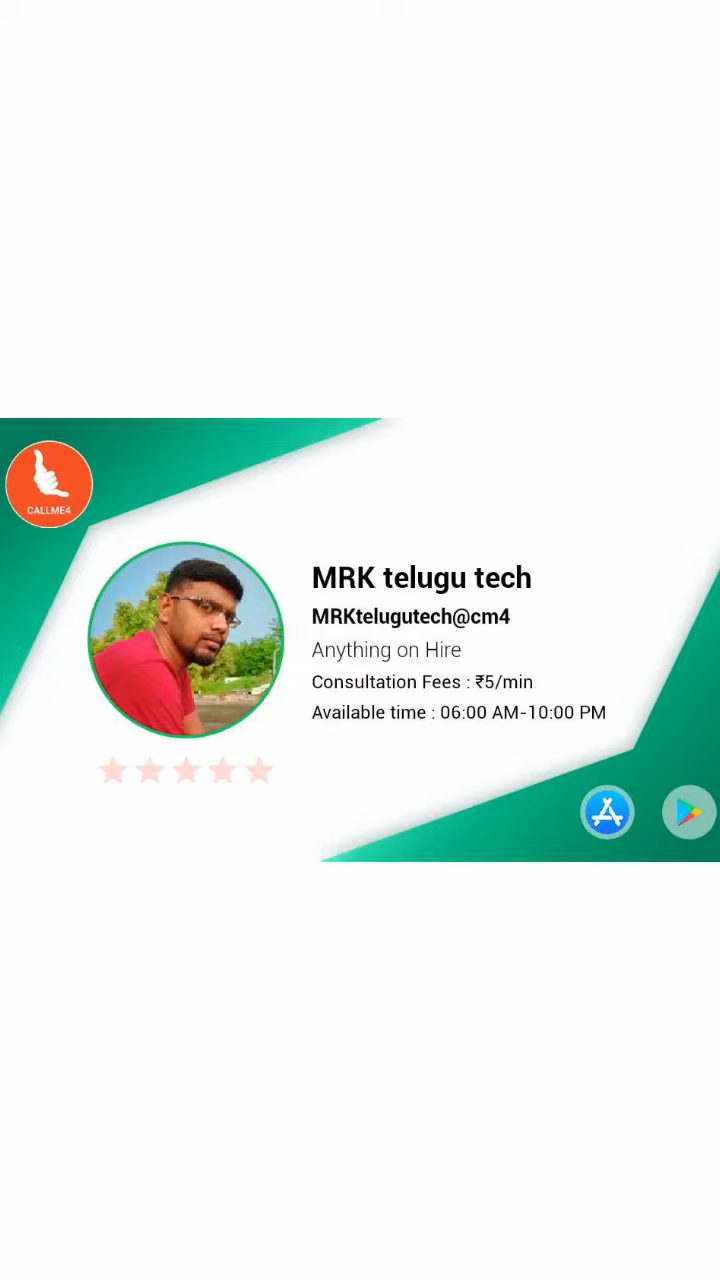 CALLME4
MRK telugu tech
MRKtelugutech@cm4
Anything on Hire
Consultation Fees : ₹5/min
Available time : 06:00 AM-10:00 PM